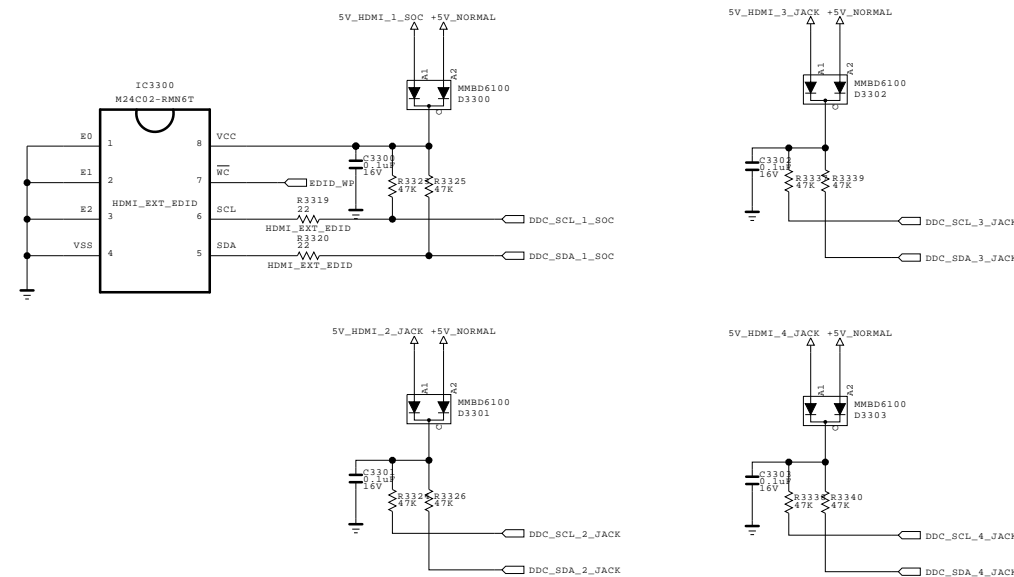 5V_HDMI_1_SOC +5V_NORMAL
A1
A2
MMBD6100
D3300
C
IC3300
M24C02-RMN6T
E0
1
8
VCC
E1
2
7
WC
EDID_WP
HDMI_EXT_EDID
E2
3
6
SCL
VSS
4
5
SDA
C3300
0.1uF
16V
47K
R3325
47K
R3319
22
HDMI_EXT_EDID
R3320
22
HDMI_EXT_EDID
DDC_SCL_1_SOC
DDC_SDA_1_SOC
5V_HDMI_3_JACK +5V_NORMAL
A1
A2
MMBD6100
D3302
C
C3302
0.1uF
16V
47K
R3339
47K
DDC_SCL_3_JACK
DDC_SDA_3_JACK
5V_HDMI_2_JACK +5V_NORMAL
A1
A2
MMBD6100
D3301
C
C3301
0.1uF
16V
47K
R3326
47K
DDC_SCL_2_JACK
DDC_SDA_2_JACK
5V_HDMI_4_JACK +5V_NORMAL
A1
A2
MMBD6100
D3303
C
C3303
0.1uF
16V
47K
R3340
47K
DDC_SCL_4_JACK
DDC_SDA_4_JACK